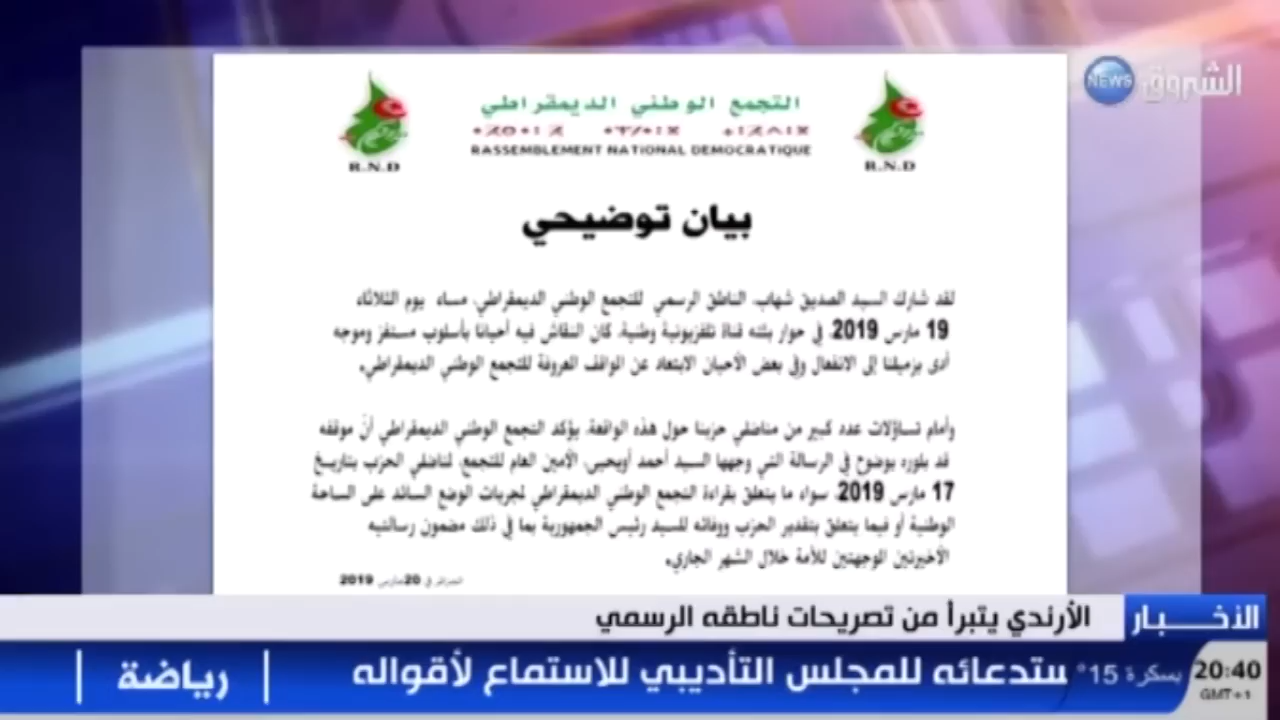 الشروق NEWS
التجمع الوطني الديمقراطي
RASSEMBLEMENT NATIONAL DEMOCRATIQUE
R.N.D
R.N.D
بيان توضيحي
لقد شارك السيد الصديق شهاب، الناطق الرسمي للتجمع الوطني الديمقراطي، مساء يوم الثلاثاء
19 مارس 2019، في حوار بثته قناة تلفزيونية وطنية، كان النقاش فيه أحيانا بأسلوب مستفز وموجه
أدى بزميلنا إلى الانفعال وفي بعض الأحيان الابتعاد عن المواقف المعروفة للتجمع الوطني الديمقراطي.
وأمام تساؤلات عدد كبير من مناضلي حزبنا حول هذه الواقعة، يؤكد التجمع الوطني الديمقراطي أنّ موقفه
قد بلوره بوضوح في الرسالة التي وجهها السيد أحمد أويحيى، الأمين العام للتجمع، لمناضلي الحزب بتاريخ
17 مارس 2019، سواء ما يتعلق بقراءة التجمع الوطني الديمقراطي لمجريات الوضع السائد على الساحة
الوطنية أو فيما يتعلق بتقدير الحزب ووفائه للسيد رئيس الجمهورية بما في ذلك مضمون رسالتيه
الأخيرتين الموجهتين للأمة خلال الشهر الجاري.
الجزائر في 20 مارس 2019
الأخبار
الأرندي يتبرأ من تصريحات ناطقه الرسمي
20:40
GMT+1
بسكرة 15°
ستدعائه للمجلس التأديبي للاستماع لأقواله
رياضة